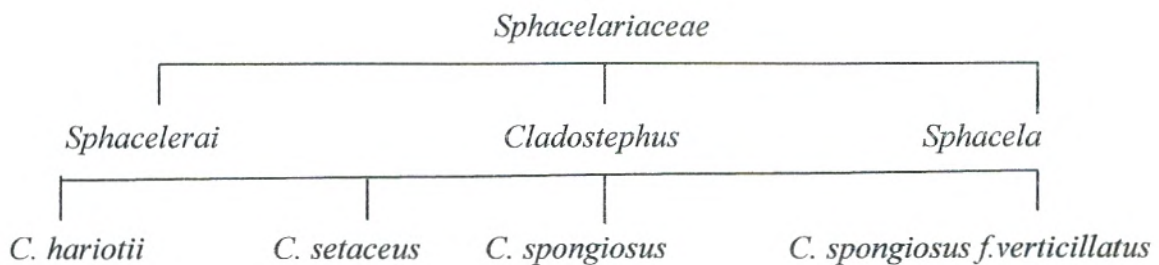 Sphacelariaceae
Sphacelerai Cladostephus Sphacela
C. hariotii C. setaceus C. spongiosus C. spongiosus f.verticillatus